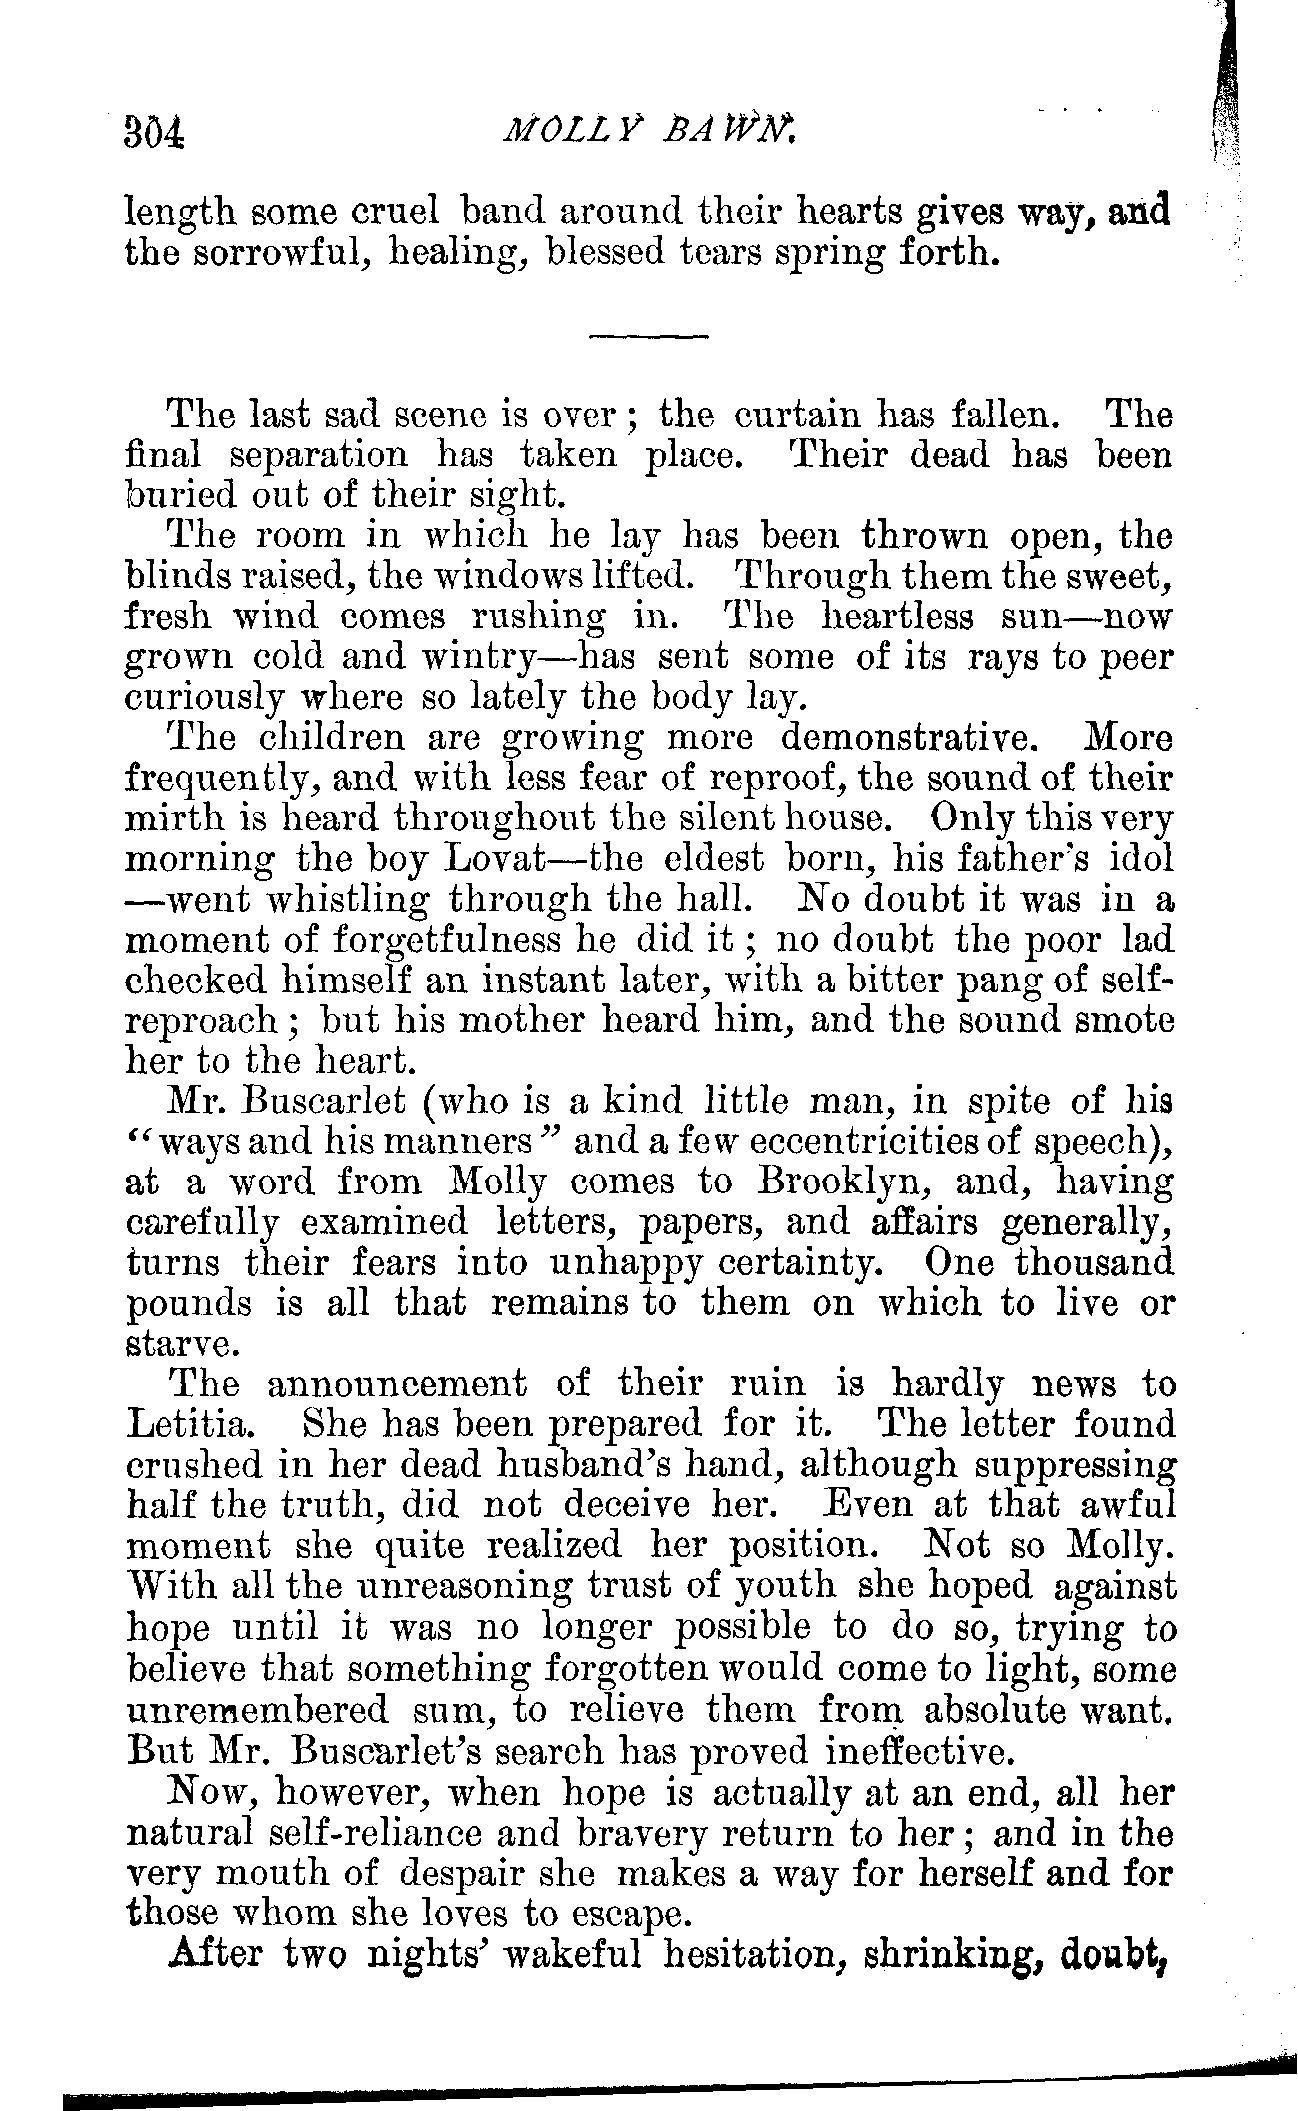 304 MOLLY BAWN.
length some cruel band around their hearts gives way, and
the sorrowful, healing, blessed tears spring forth.
The last sad scene is over; the curtain has fallen. The
final separation has taken place. Their dead has been
buried out of their sight.
The room in which he lay has been thrown open, the
blinds raised, the windows lifted. Through them the sweet,
fresh wind comes rushing in. The heartless sun—now
grown cold and wintry—has sent some of its rays to peer
curiously where so lately the body lay.
The children are growing more demonstrative. More
frequently, and with less fear of reproof, the sound of their
mirth is heard throughout the silent house. Only this very
morning the boy Lovat—the eldest born, his father's idol
—went whistling through the hall. No doubt it was in a
moment of forgetfulness he did it; no doubt the poor lad
checked himself an instant later, with a bitter pang of self-
reproach; but his mother heard him, and the sound smote
her to the heart.
Mr. Buscarlet (who is a kind little man, in spite of his
“ways and his manners” and a few eccentricities of speech),
at a word from Molly comes to Brooklyn, and, having
carefully examined letters, papers, and affairs generally,
turns their fears into unhappy certainty. One thousand
pounds is all that remains to them on which to live or
starve.
The announcement of their ruin is hardly news to
Letitia. She has been prepared for it. The letter found
crushed in her dead husband's hand, although suppressing
half the truth, did not deceive her. Even at that awful
moment she quite realized her position. Not so Molly.
With all the unreasoning trust of youth she hoped against
hope until it was no longer possible to do so, trying to
believe that something forgotten would come to light, some
unremembered sum, to relieve them from absolute want.
But Mr. Buscarlet's search has proved ineffective.
Now, however, when hope is actually at an end, all her
natural self-reliance and bravery return to her; and in the
very mouth of despair she makes a way for herself and for
those whom she loves to escape.
After two nights' wakeful hesitation, shrinking, doubt,